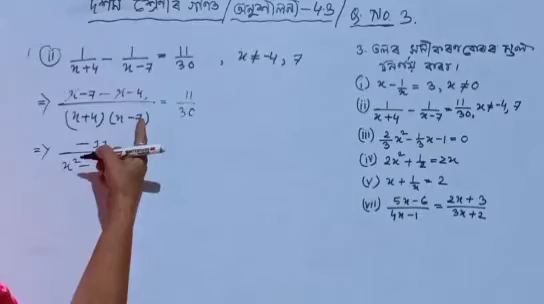 দশম শ্রেণীৰ গণিত / অনুশীলনী-4.3 / Q. No 3.
(ii) 1/(x+4) - 1/(x-7) = 11/30 , x ≠ -4, 7
=> (x-7-x-4)/((x+4)(x-7)) = 11/30
=> -11/(x²-
3. তলৰ সমীকৰণবোৰৰ মূল
নিৰ্ণয় কৰা।
(i) x - 1/x = 3, x≠0
(ii) 1/(x+4) - 1/(x-7) = 11/30, x≠-4, 7
(iii) 2/3 x² - 1/3 x - 1 = 0
(iv) 2x² + 1/2 = 2x
(v) x + 1/x = 2
(vii) (5x-6)/(4x-1) = (2x+3)/(3x+2)